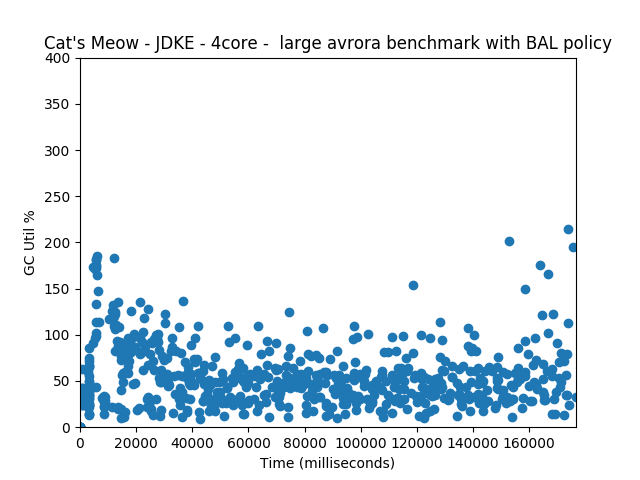 Cat's Meow - JDKE - 4core -  large avrora benchmark with BAL policy
400
350
300
250
200
150
100
50
0
GC Util %
0 20000 40000 60000 80000 100000 120000 140000 160000
Time (milliseconds)